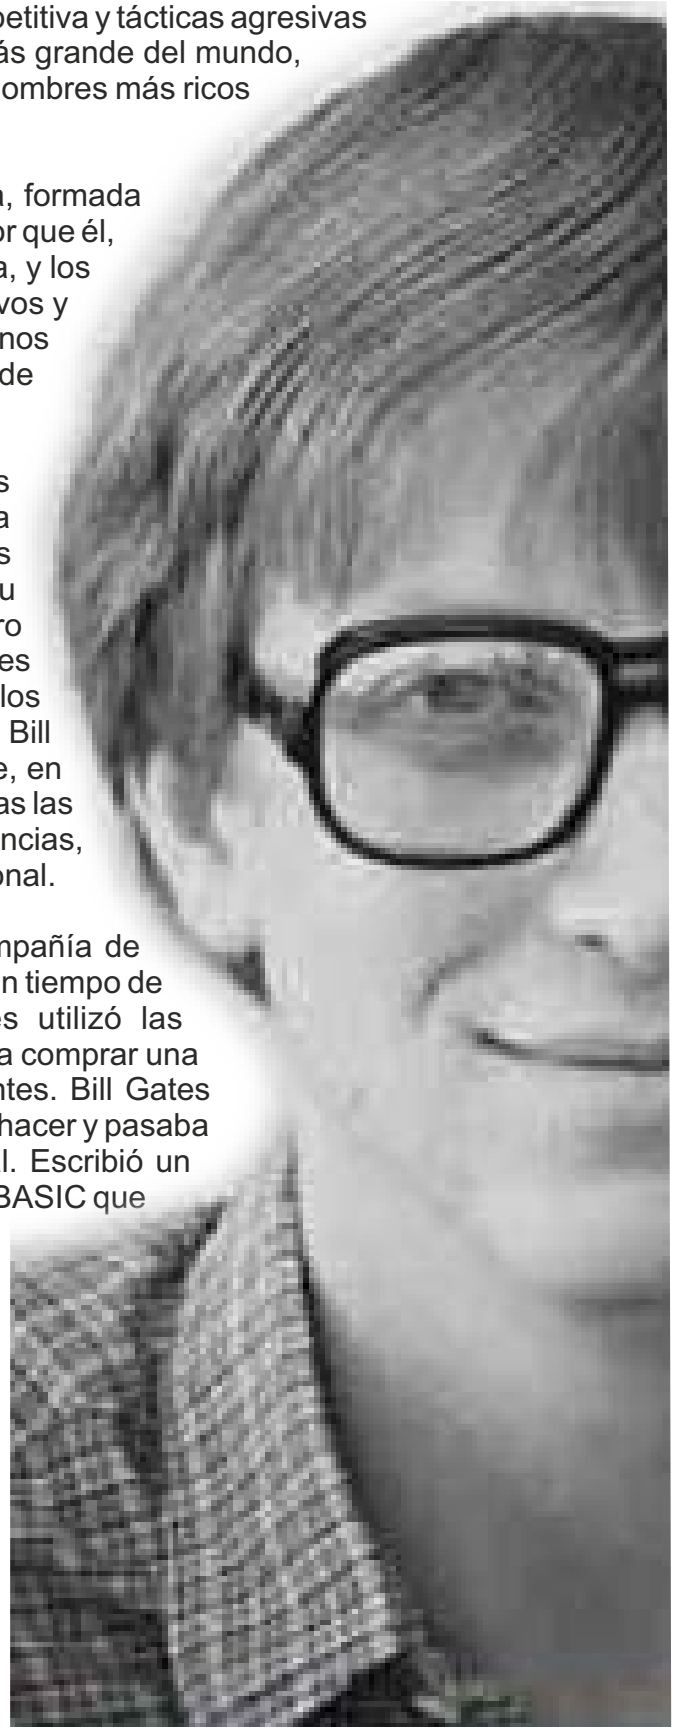 petitiva y tácticas agresivas
ás grande del mundo,
ombres más ricos
a, formada
or que él,
a, y los
vos y
nos
de
s
a
s
u
ro
es
los
Bill
e, en
as las
ncias,
onal.
mpañía de
n tiempo de
es utilizó las
a comprar una
ntes. Bill Gates
hacer y pasaba
al. Escribió un
BASIC que